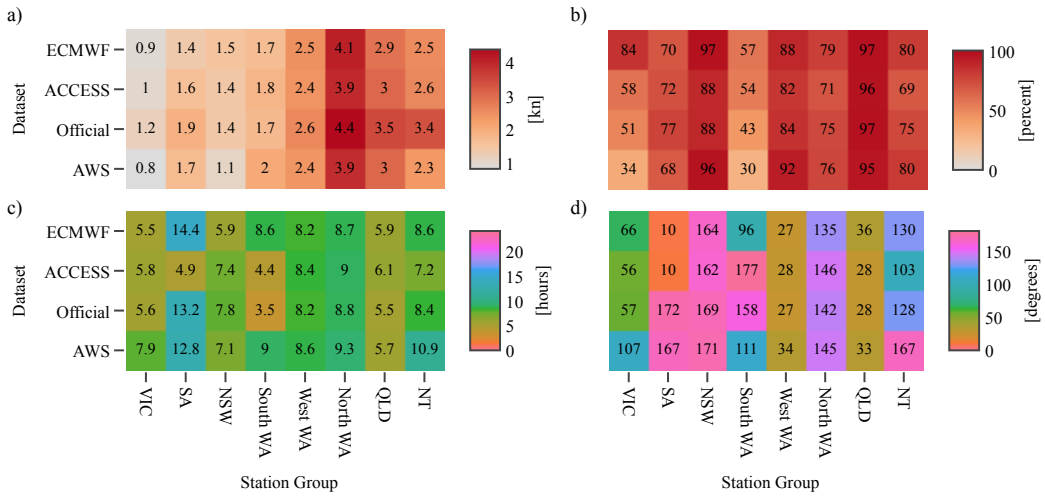 a)
ECMWF 0.9 1.4 1.5 1.7 2.5 4.1 2.9 2.5
ACCESS 1 1.6 1.4 1.8 2.4 3.9 3 2.6
Official 1.2 1.9 1.4 1.7 2.6 4.4 3.5 3.4
AWS 0.8 1.7 1.1 2 2.4 3.9 3 2.3
Dataset
4
3
2
1
[kn]
b)
84 70 97 57 88 79 97 80
58 72 88 54 82 71 96 69
51 77 88 43 84 75 97 75
34 68 96 30 92 76 95 80
100
50
0
[percent]
c)
ECMWF 5.5 14.4 5.9 8.6 8.2 8.7 5.9 8.6
ACCESS 5.8 4.9 7.4 4.4 8.4 9 6.1 7.2
Official 5.6 13.2 7.8 3.5 8.2 8.8 5.5 8.4
AWS 7.9 12.8 7.1 9 8.6 9.3 5.7 10.9
Dataset
20
15
10
5
0
[hours]
VIC SA NSW South WA West WA North WA QLD NT
Station Group
d)
66 10 164 96 27 135 36 130
56 10 162 177 28 146 28 103
57 172 169 158 27 142 28 128
107 167 171 111 34 145 33 167
150
100
50
0
[degrees]
VIC SA NSW South WA West WA North WA QLD NT
Station Group